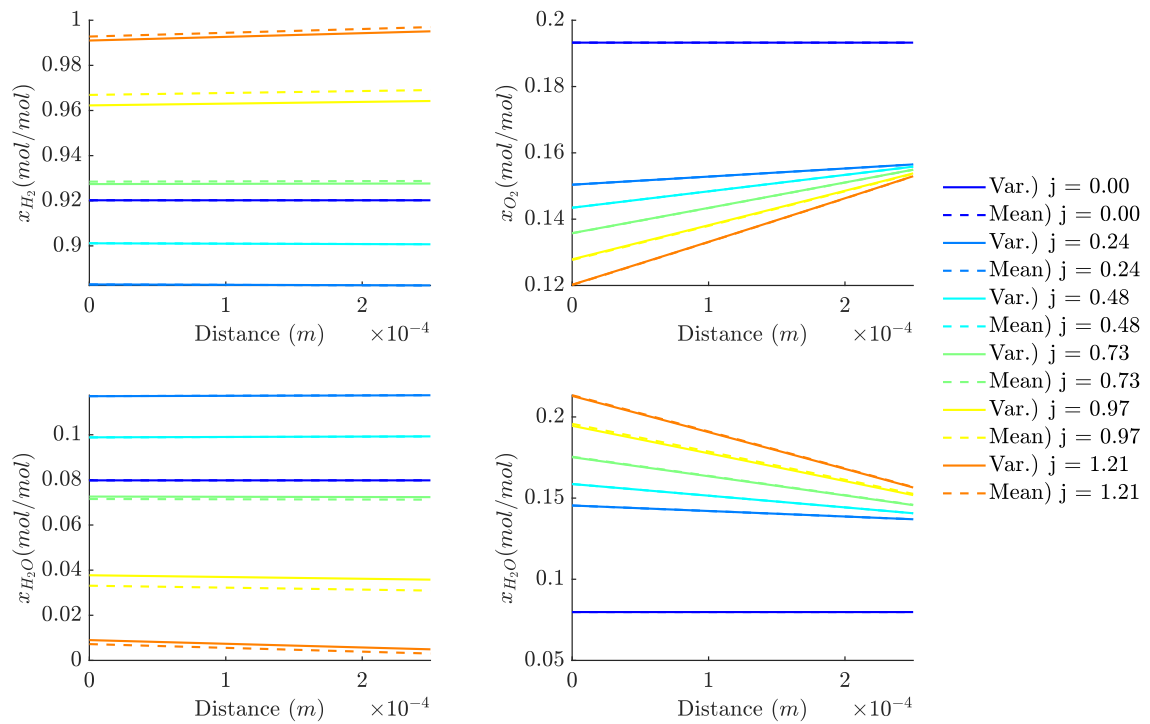 1
0.98
0.96
0.94
0.92
0.9
x_{H_2}(mol/mol)
0
1
2
Distance (m)
×10^{-4}
0.2
0.18
0.16
0.14
0.12
x_{O_2}(mol/mol)
0
1
2
Distance (m)
×10^{-4}
0.1
0.08
0.06
0.04
0.02
0
x_{H_2O}(mol/mol)
0
1
2
Distance (m)
×10^{-4}
0.2
0.15
0.1
0.05
x_{H_2O}(mol/mol)
0
1
2
Distance (m)
×10^{-4}
Var.) j = 0.00
Mean) j = 0.00
Var.) j = 0.24
Mean) j = 0.24
Var.) j = 0.48
Mean) j = 0.48
Var.) j = 0.73
Mean) j = 0.73
Var.) j = 0.97
Mean) j = 0.97
Var.) j = 1.21
Mean) j = 1.21